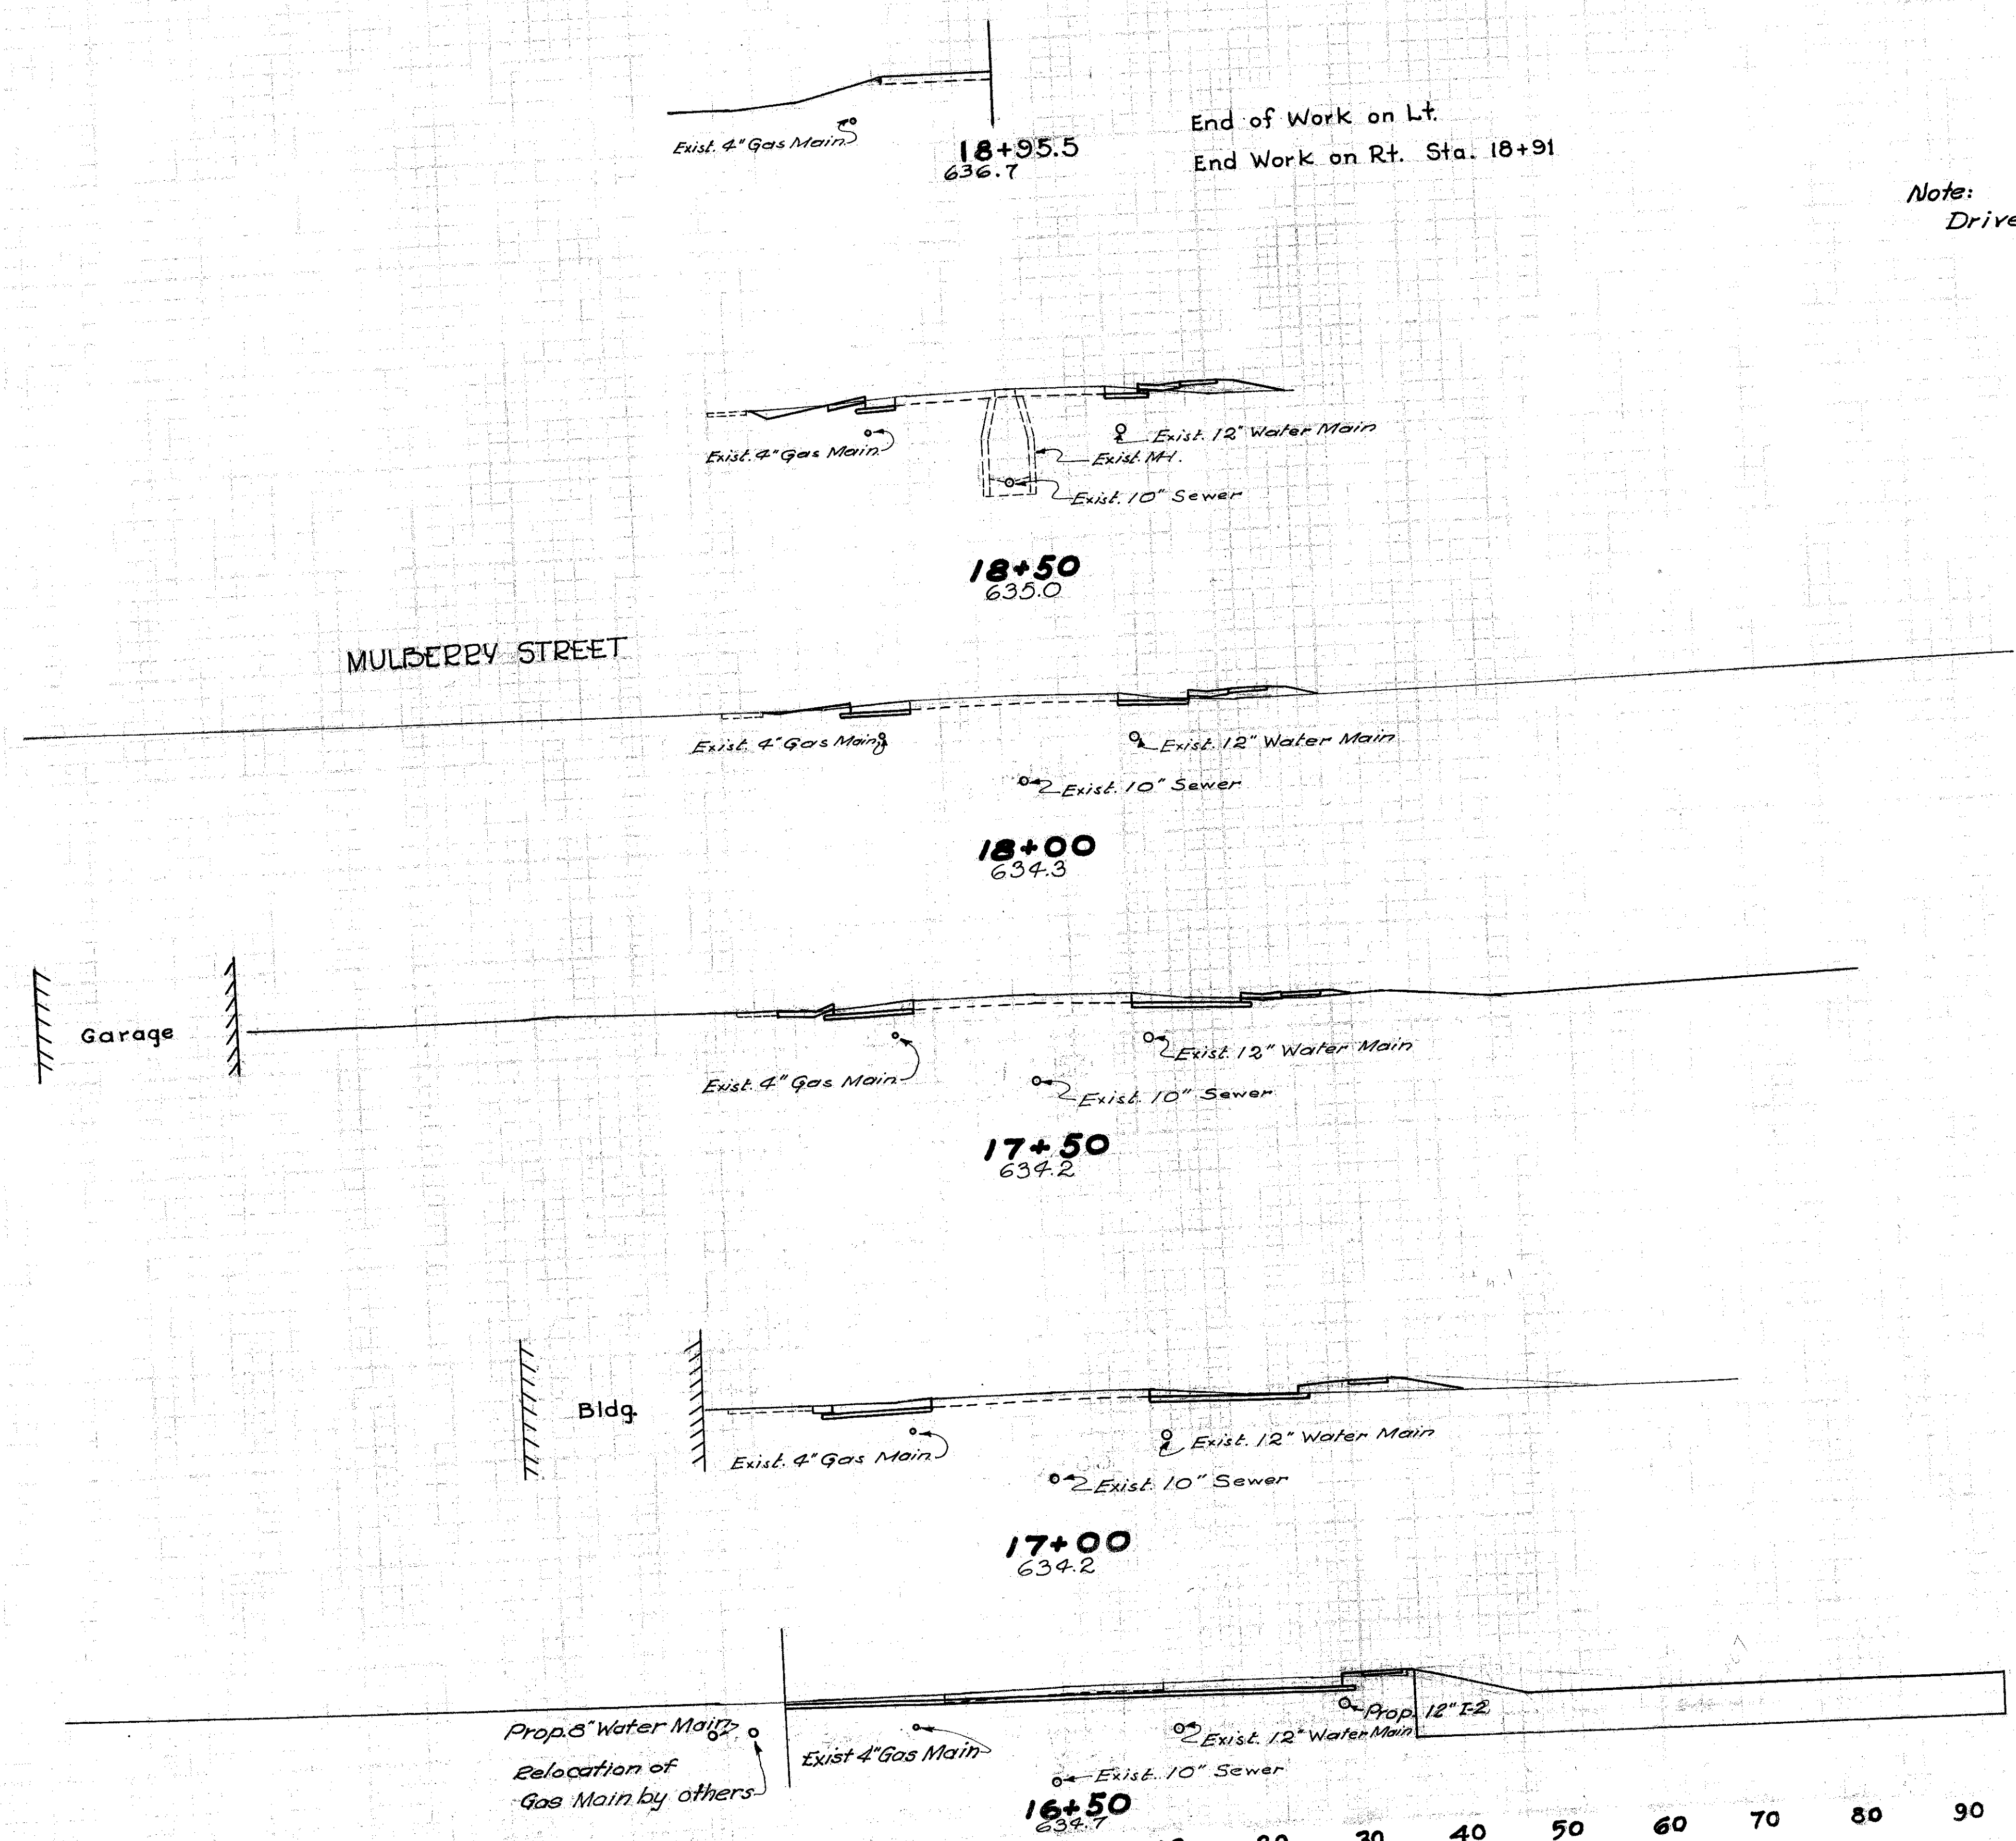 Exist. 4" Gas Main
18+95.5
636.7
End of Work on Lt.
End Work on Rt. Sta. 18+91
Note:
Drive
Exist. 4" Gas Main
Exist. 12" Water Main
Exist. M.H.
Exist. 10" Sewer
18+50
635.0
MULBERRY STREET
Exist. 4" Gas Main
Exist. 12" Water Main
Exist. 10" Sewer
18+00
634.3
Garage
Exist. 4" Gas Main
Exist. 12" Water Main
Exist. 10" Sewer
17+50
634.2
Bldg.
Exist. 4" Gas Main
Exist. 12" Water Main
Exist. 10" Sewer
17+00
634.2
Prop. 8" Water Main
Relocation of
Gas Main by others
Exist 4" Gas Main
Prop. 12" I-2
Exist. 12" Water Main
Exist. 10" Sewer
16+50
634.7
20 30 40 50 60 70 80 90